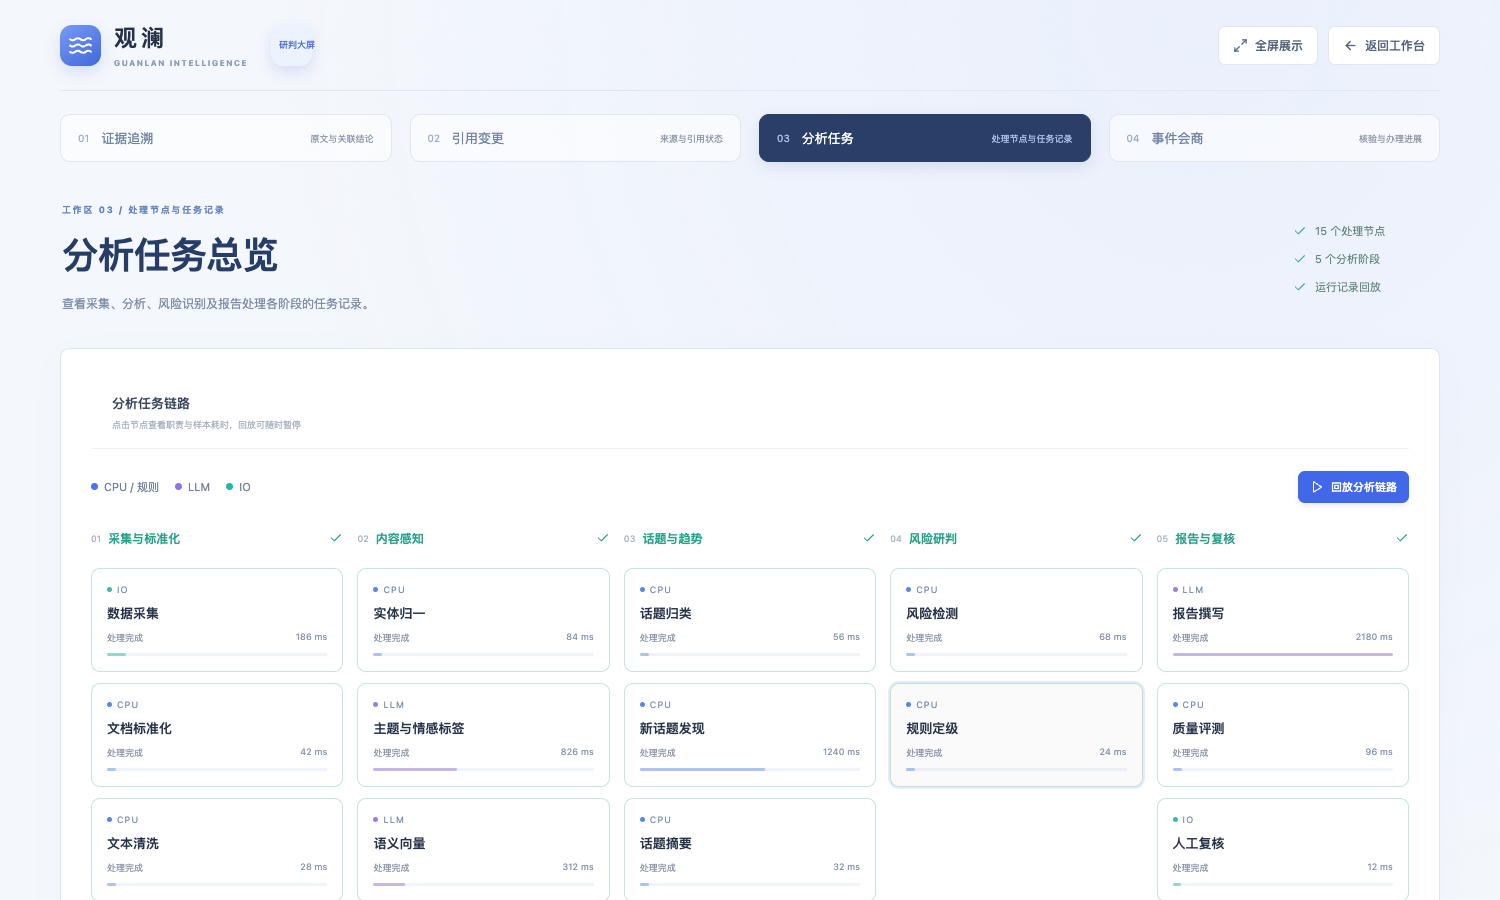 观澜
GUANLAN INTELLIGENCE
研判大屏
全屏展示
返回工作台
01 证据追溯 原文与关联结论
02 引用变更 来源与引用状态
03 分析任务 处理节点与任务记录
04 事件会商 核验与办理进展
工作区 03 / 处理节点与任务记录
分析任务总览
查看采集、分析、风险识别及报告处理各阶段的任务记录。
15 个处理节点
5 个分析阶段
运行记录回放
分析任务链路
点击节点查看职责与样本耗时，回放可随时暂停
CPU / 规则 LLM IO
回放分析链路
01 采集与标准化
IO
数据采集
处理完成 186 ms
CPU
文档标准化
处理完成 42 ms
CPU
文本清洗
处理完成 28 ms
02 内容感知
CPU
实体归一
处理完成 84 ms
LLM
主题与情感标签
处理完成 826 ms
LLM
语义向量
处理完成 312 ms
03 话题与趋势
CPU
话题归类
处理完成 56 ms
CPU
新话题发现
处理完成 1240 ms
CPU
话题摘要
处理完成 32 ms
04 风险研判
CPU
风险检测
处理完成 68 ms
CPU
规则定级
处理完成 24 ms
05 报告与复核
LLM
报告撰写
处理完成 2180 ms
CPU
质量评测
处理完成 96 ms
IO
人工复核
处理完成 12 ms